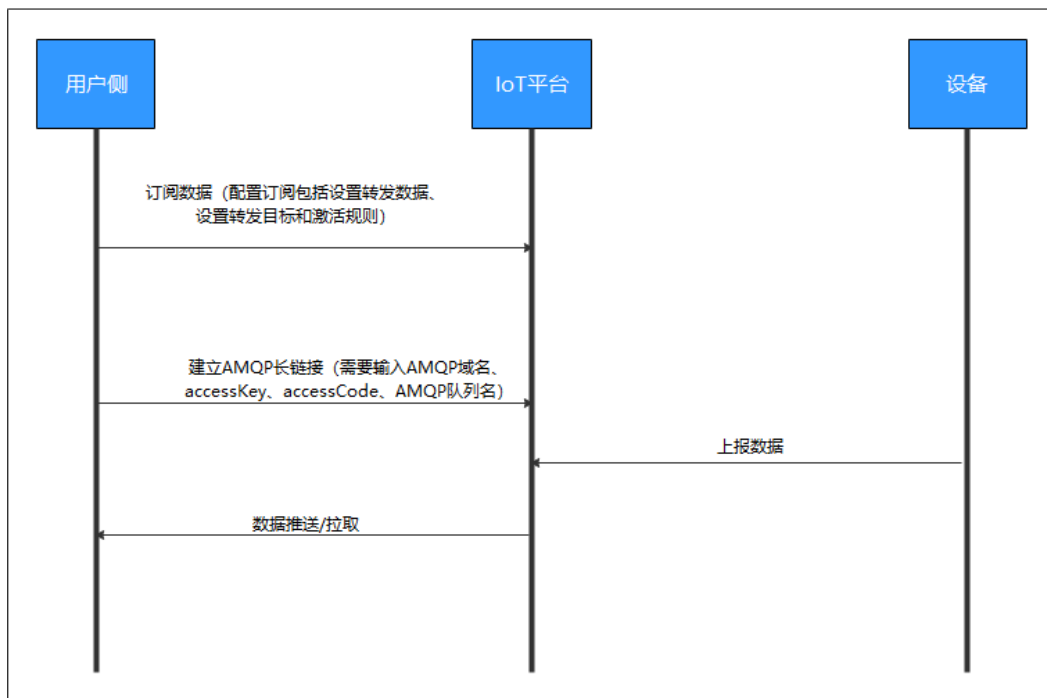 用户侧
IoT平台
设备
订阅数据（配置订阅包括设置转发数据、
设置转发目标和激活规则）
建立AMQP长链接（需要输入AMQP域名、
accessKey、accessCode、AMQP队列名）
上报数据
数据推送/拉取